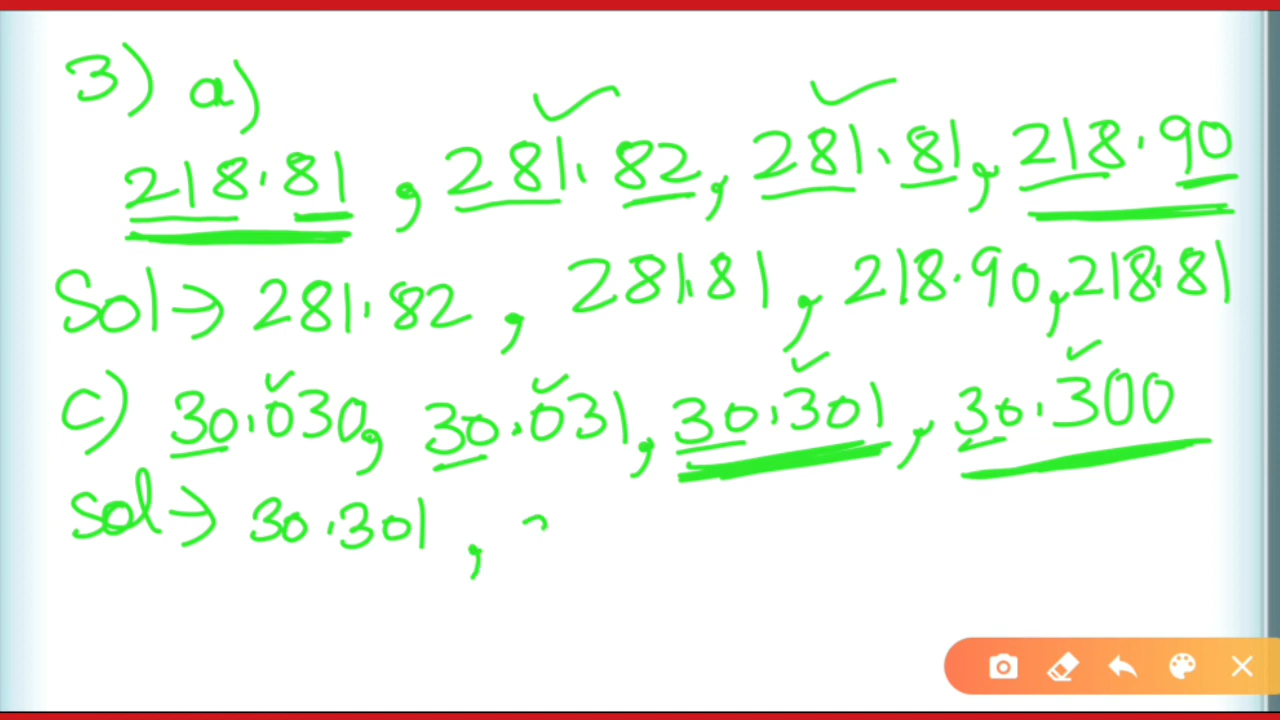 3) a)
218.81, 281.82, 281.81, 218.90
Sol → 281.82, 281.81, 218.90, 218.81
c) 30.030, 30.031, 30.301, 30.300
Sol → 30.301,